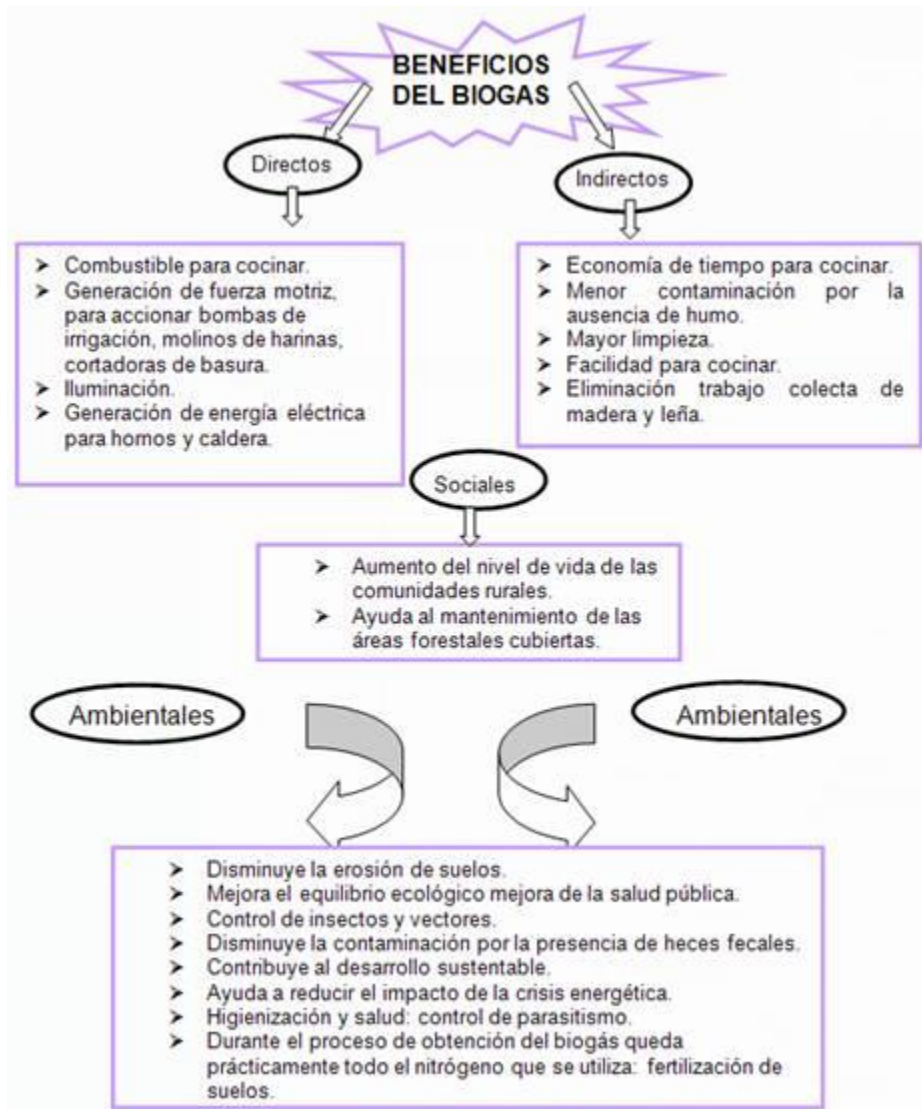 BENEFICIOS
DEL BIOGAS
Directos
Indirectos
➤ Combustible para cocinar.
➤ Generación de fuerza motriz,
para accionar bombas de
irrigación, molinos de harinas,
cortadoras de basura.
➤ Iluminación.
➤ Generación de energía eléctrica
para hornos y caldera.
➤ Economía de tiempo para cocinar.
➤ Menor contaminación por la
ausencia de humo.
➤ Mayor limpieza.
➤ Facilidad para cocinar.
➤ Eliminación trabajo colecta de
madera y leña.
Sociales
➤ Aumento del nivel de vida de las
comunidades rurales.
➤ Ayuda al mantenimiento de las
áreas forestales cubiertas.
Ambientales
Ambientales
➤ Disminuye la erosión de suelos.
➤ Mejora el equilibrio ecológico mejora de la salud pública.
➤ Control de insectos y vectores.
➤ Disminuye la contaminación por la presencia de heces fecales.
➤ Contribuye al desarrollo sustentable.
➤ Ayuda a reducir el impacto de la crisis energética.
➤ Higienización y salud: control de parasitismo.
➤ Durante el proceso de obtención del biogás queda
prácticamente todo el nitrógeno que se utiliza: fertilización de
suelos.